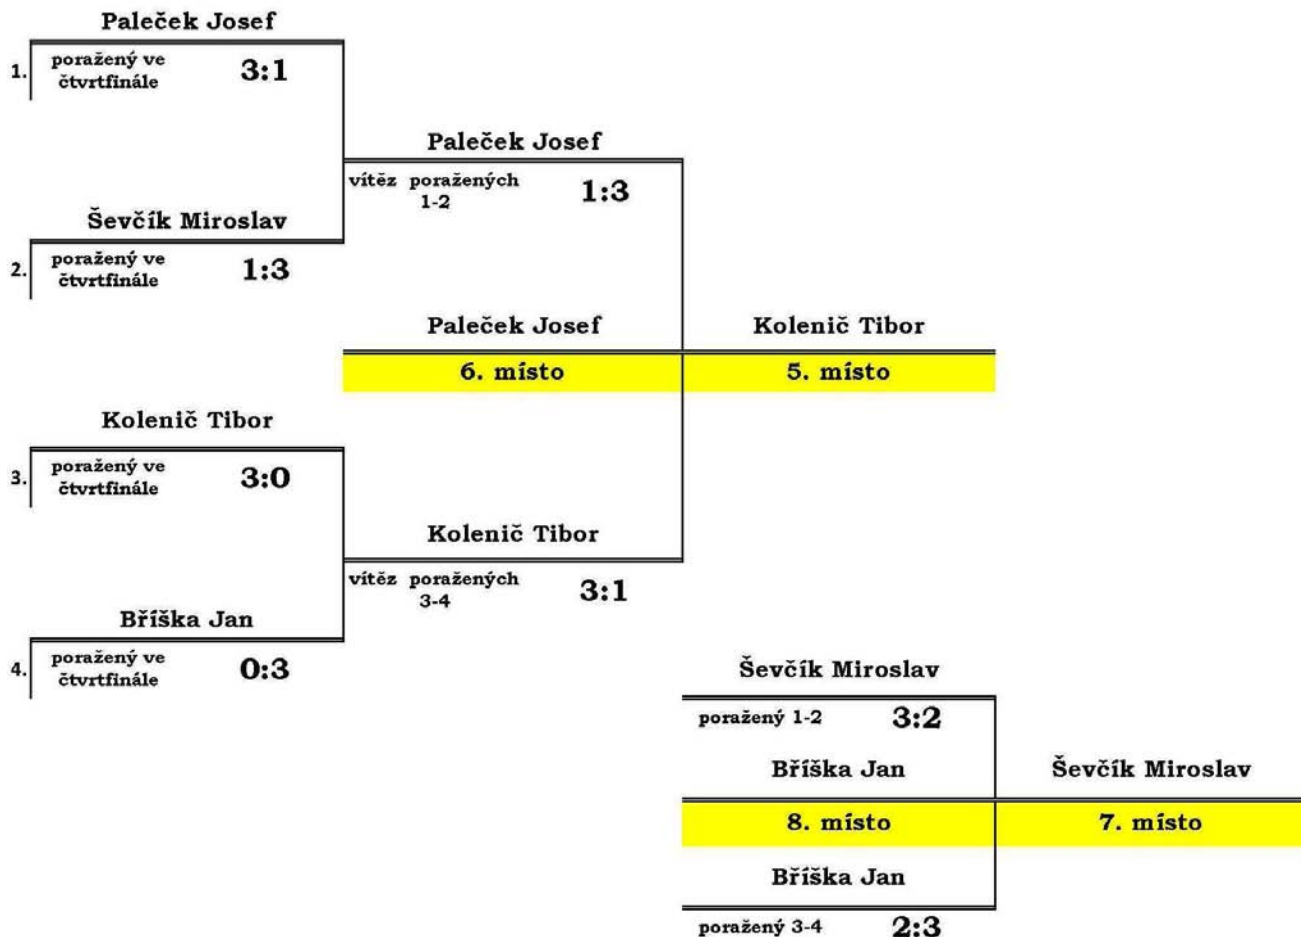 Paleček Josef
1. poražený ve
čtvrtfinále 3:1
Paleček Josef
vítěz poražených
1-2 1:3
Ševčík Miroslav
2. poražený ve
čtvrtfinále 1:3
Paleček Josef Kolenič Tibor
6. místo 5. místo
Kolenič Tibor
3. poražený ve
čtvrtfinále 3:0
Kolenič Tibor
vítěz poražených
3-4 3:1
Bříška Jan
4. poražený ve
čtvrtfinále 0:3
Ševčík Miroslav
poražený 1-2 3:2
Bříška Jan Ševčík Miroslav
8. místo 7. místo
Bříška Jan
poražený 3-4 2:3